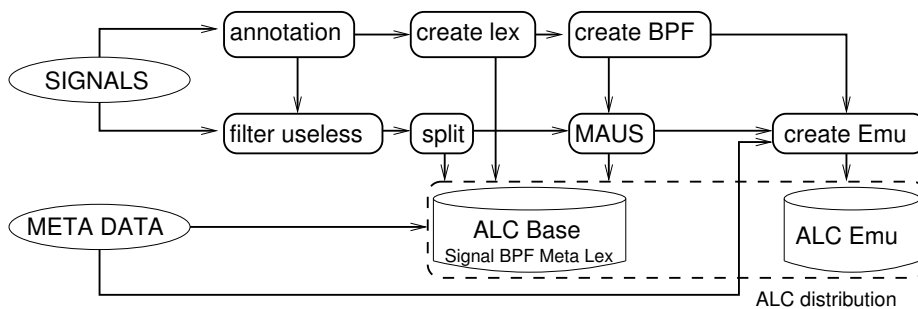 annotation
create lex
create BPF
SIGNALS
filter useless
split
MAUS
create Emu
META DATA
ALC Base
Signal BPF Meta Lex
ALC Emu
ALC distribution